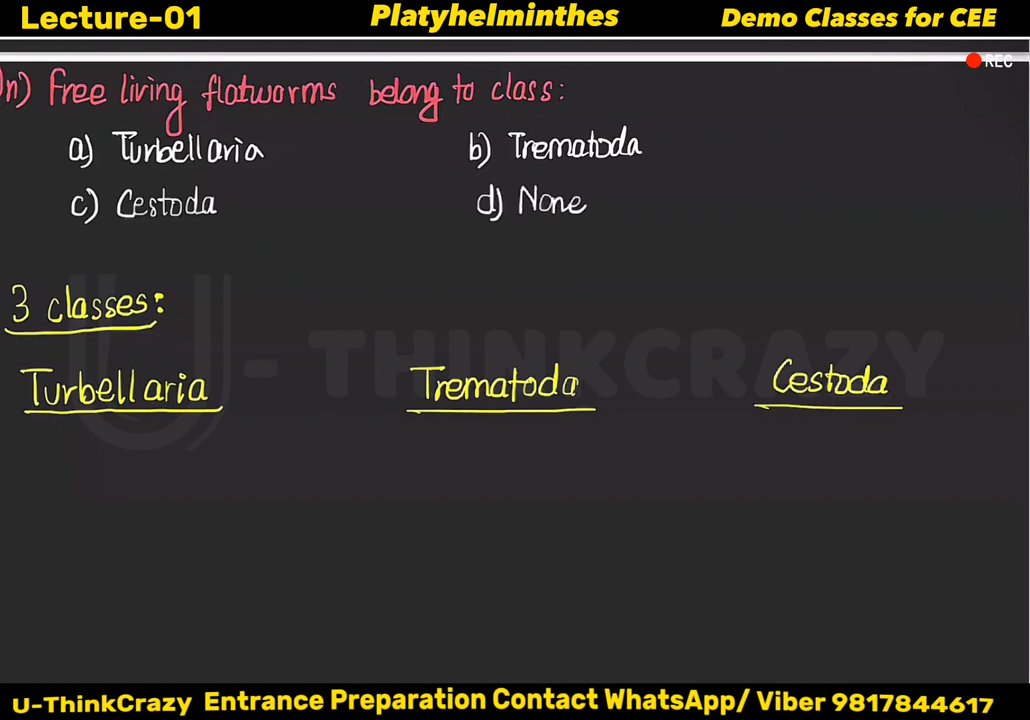 Lecture-01 Platyhelminthes Demo Classes for CEE
REC
n) Free living flatworms belong to class:
a) Turbellaria b) Trematoda
c) Cestoda d) None
3 classes:
U - THINKCRAZY
Turbellaria Trematoda Cestoda
U-ThinkCrazy Entrance Preparation Contact WhatsApp/ Viber 9817844617